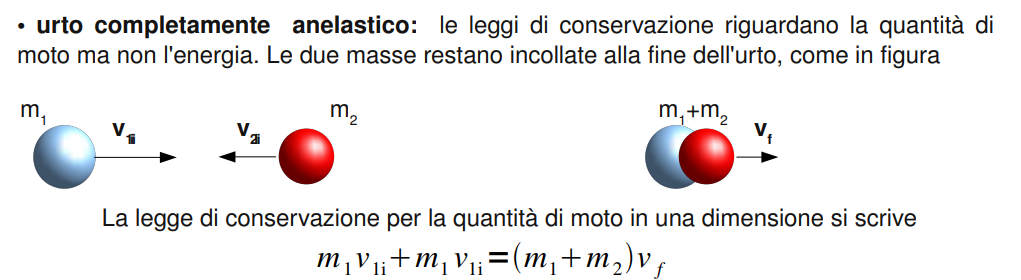 • urto completamente anelastico: le leggi di conservazione riguardano la quantità di
moto ma non l'energia. Le due masse restano incollate alla fine dell'urto, come in figura
m1 v1i v2i m2 m1+m2 vf
La legge di conservazione per la quantità di moto in una dimensione si scrive
m1v1i+m1v1i=(m1+m2)vf